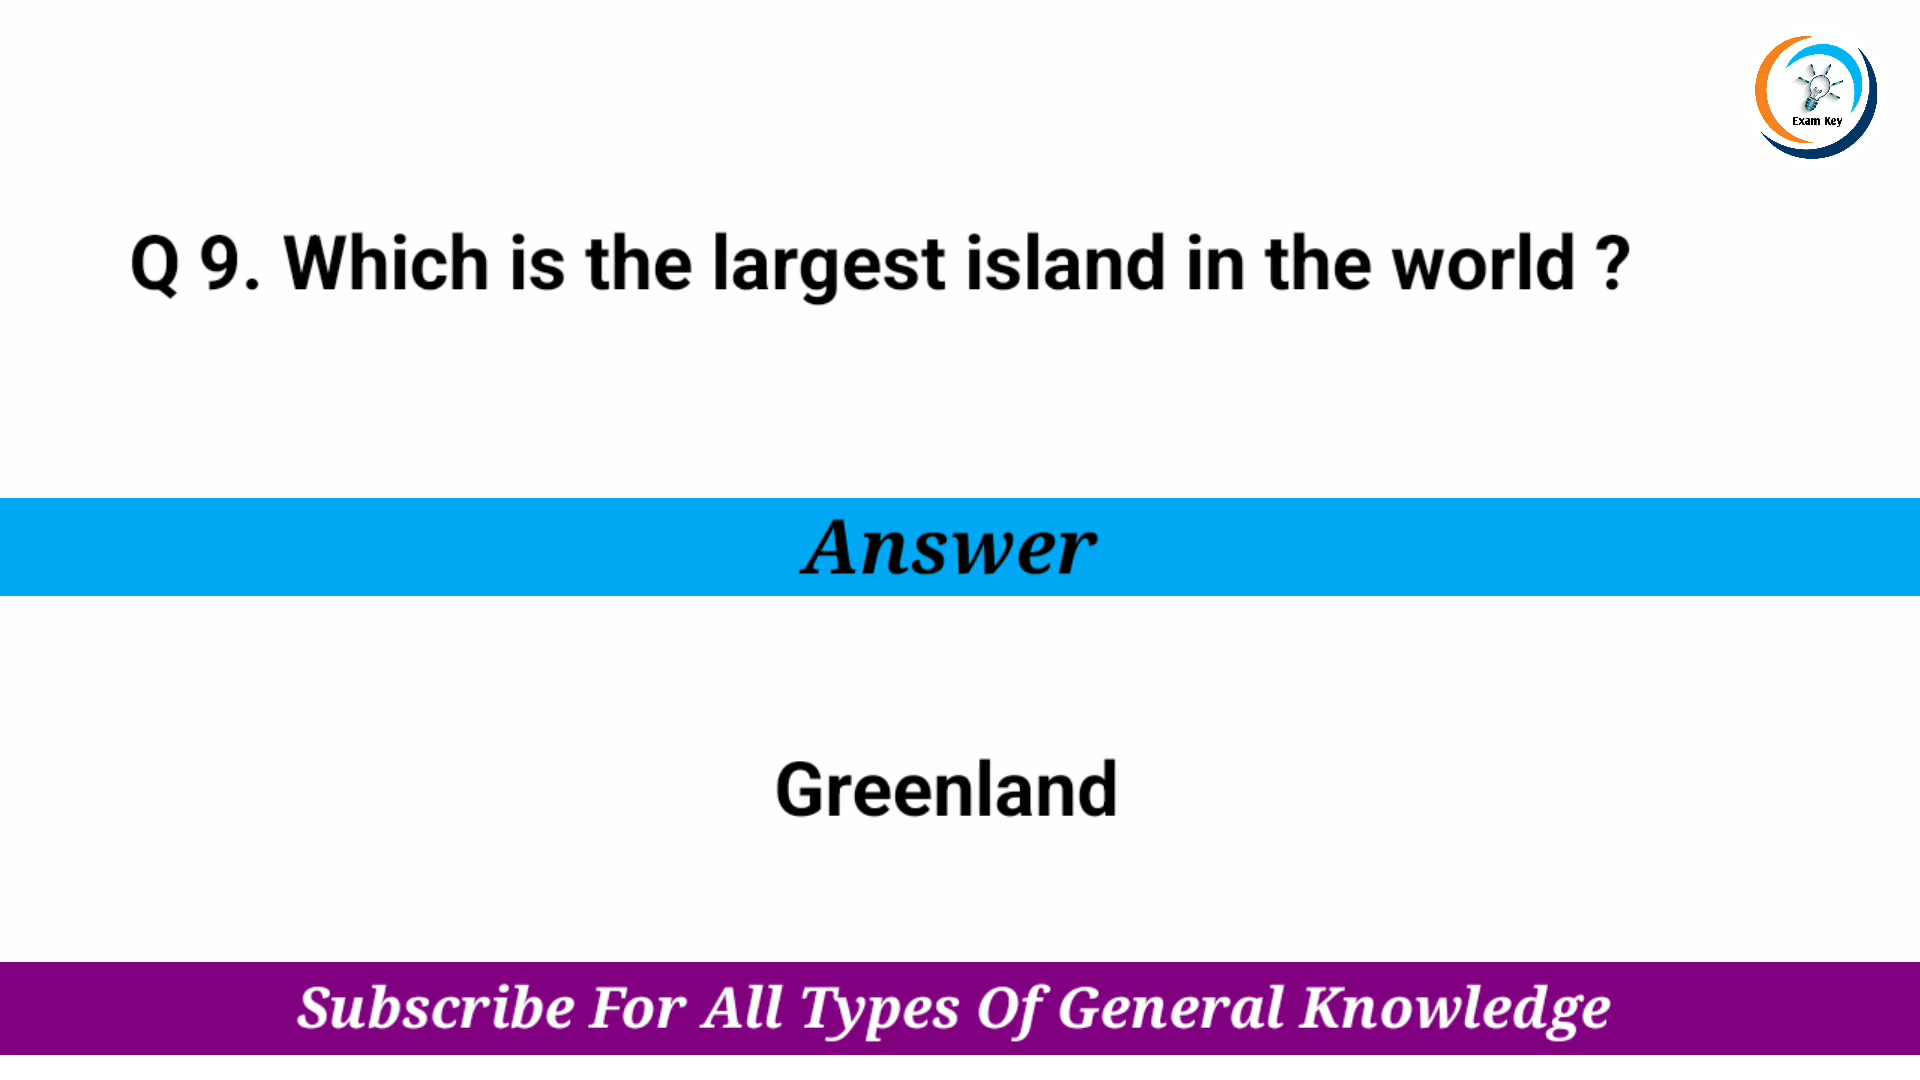 Exam Key
Q 9. Which is the largest island in the world ?
Answer
Greenland
Subscribe For All Types Of General Knowledge